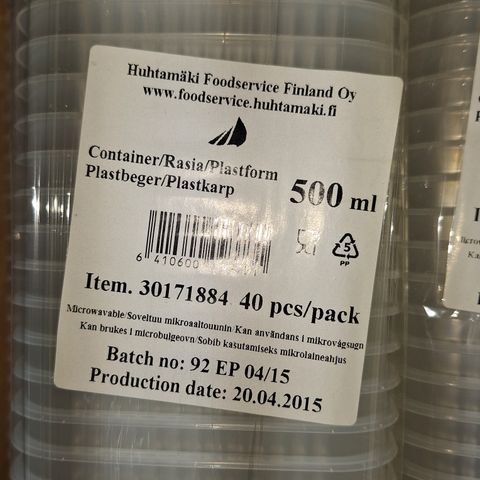 Huhtamäki Foodservice Finland Oy
www.foodservice.huhtamaki.fi
Container/Rasia/Plastform
Plastbeger/Plastkarp
500 ml
6 410600
5
PP
Item. 30171884 40 pcs/pack
Microwavable/Soveltuu mikroaaltouuniin/Kan användans i mikrovågsugn
Kan brukes i microbulgeovn/Sobib kasutamiseks mikrolaineahjus
Batch no: 92 EP 04/15
Production date: 20.04.2015